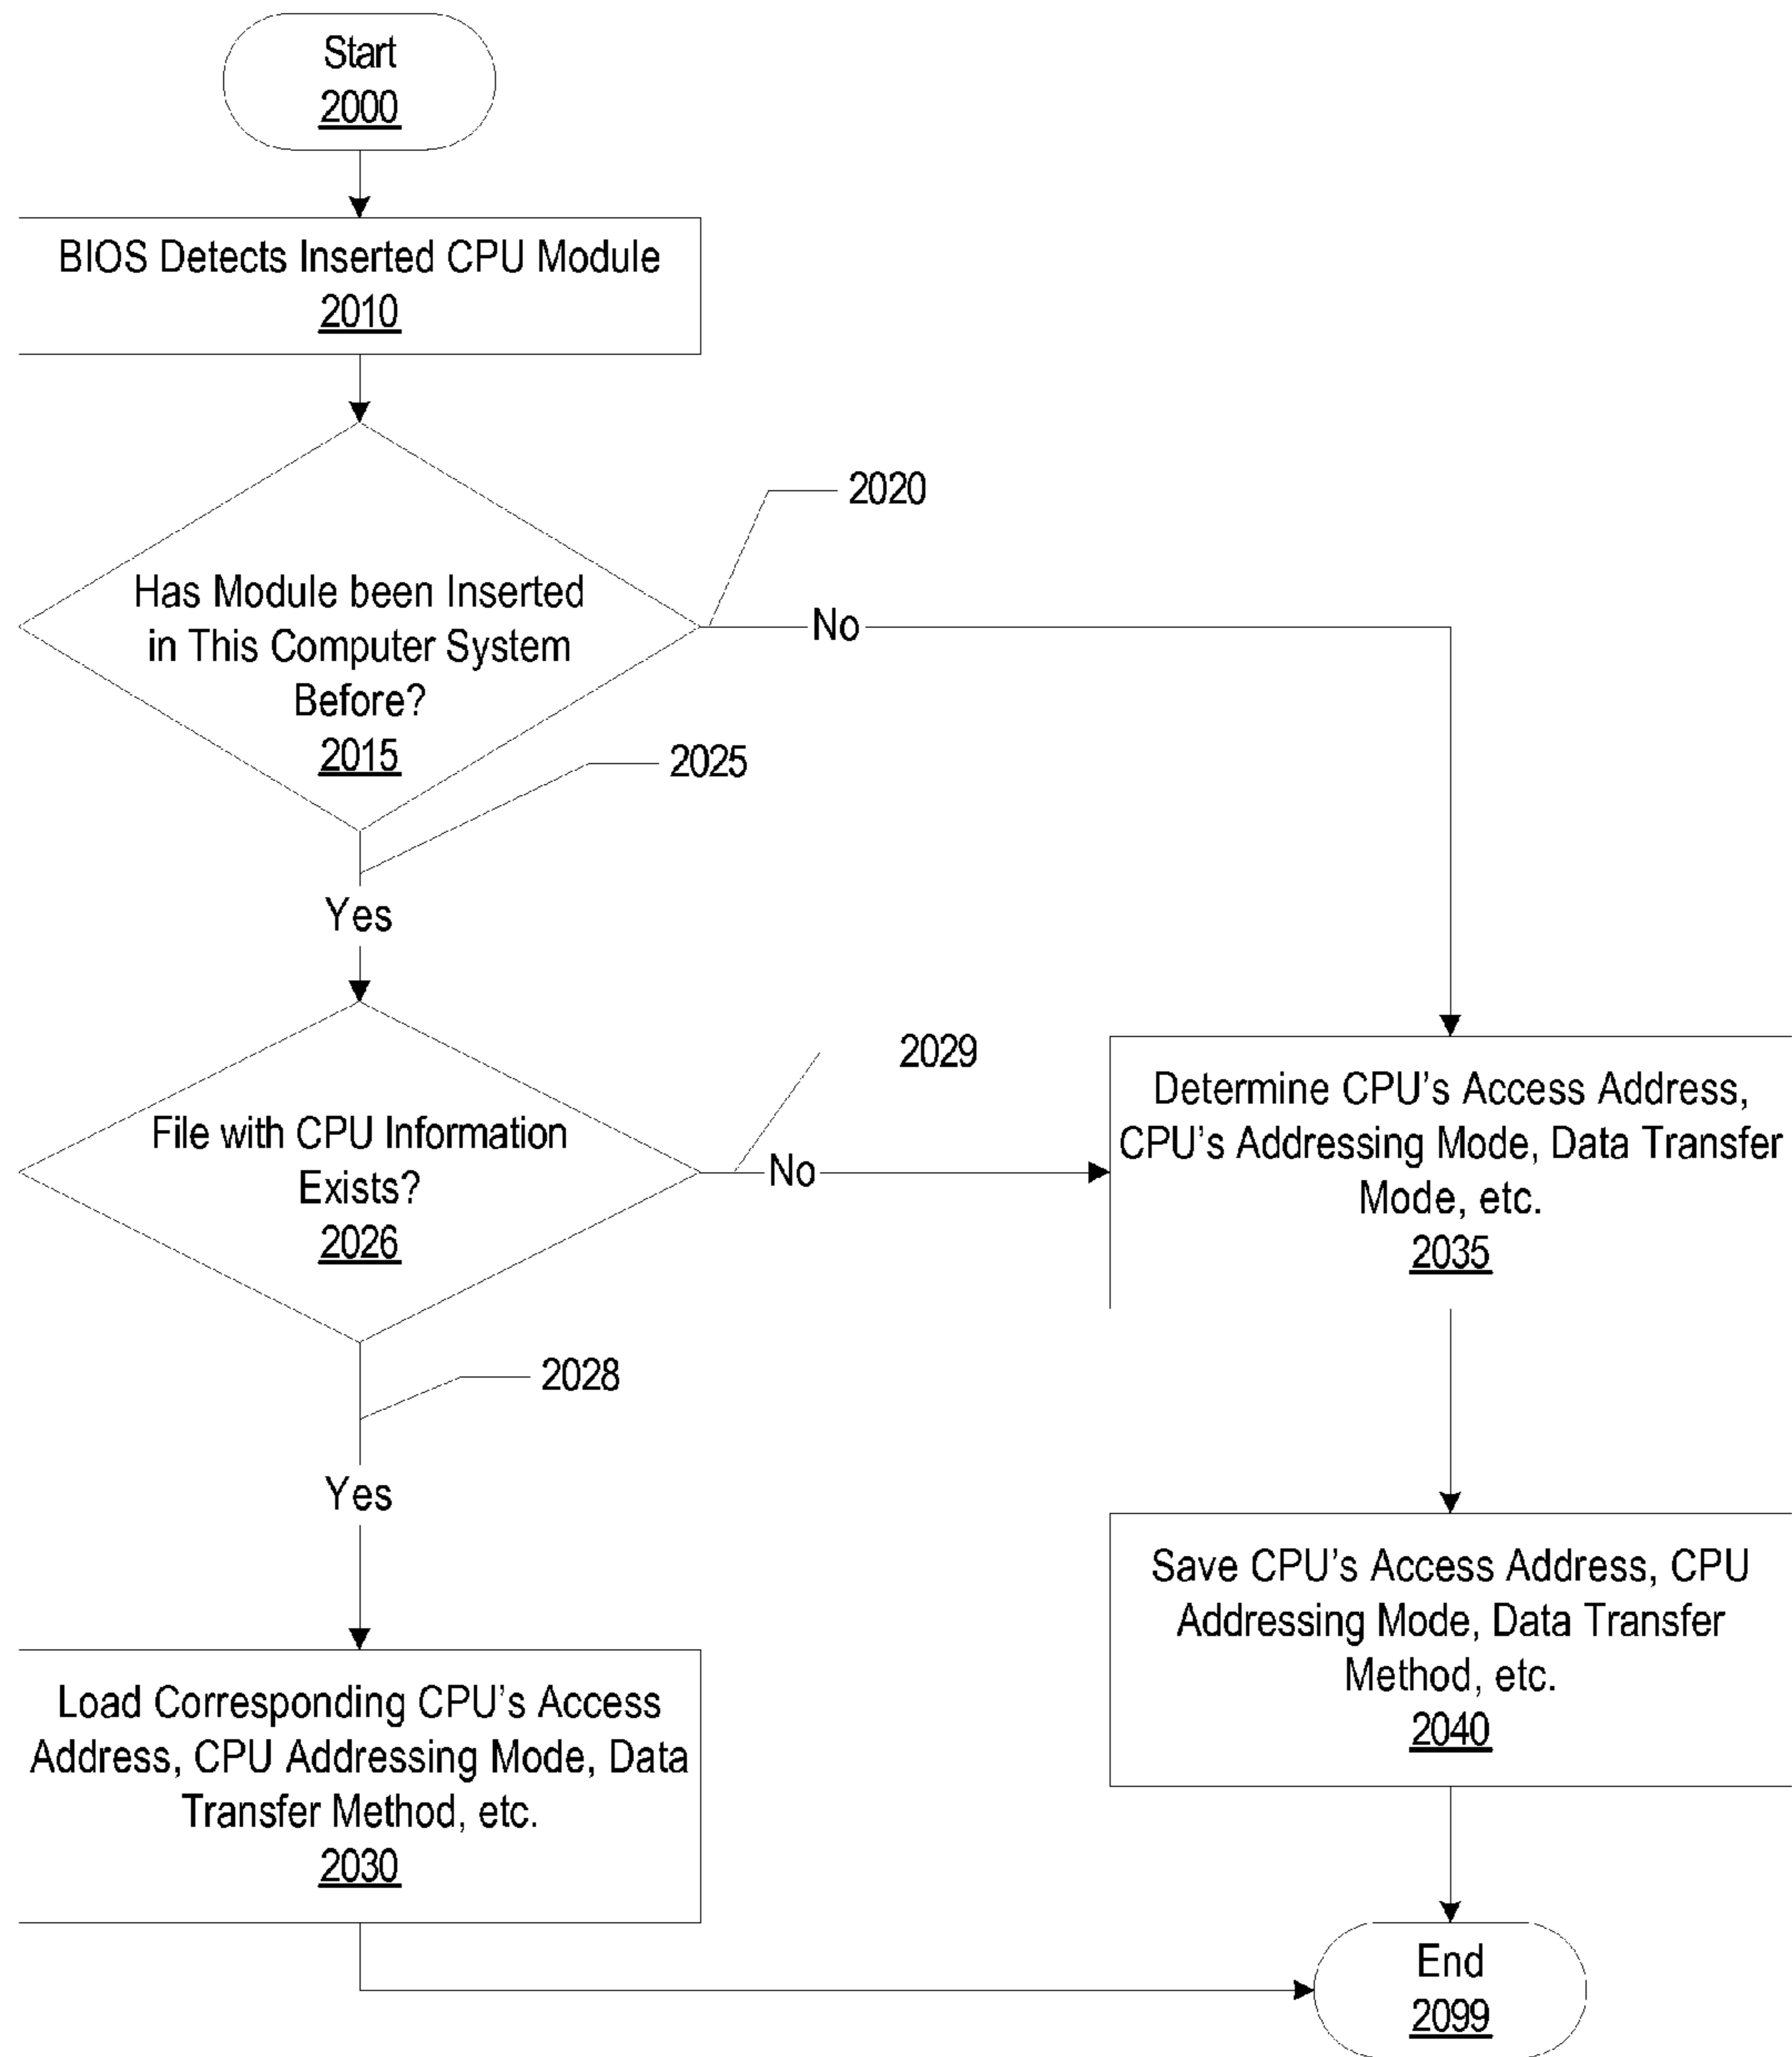 Start
2000
BIOS Detects Inserted CPU Module
2010
2020
Has Module been Inserted
in This Computer System
Before?
2015
No
2025
Yes
2029
File with CPU Information
Exists?
2026
No
Determine CPU's Access Address,
CPU's Addressing Mode, Data Transfer
Mode, etc.
2035
2028
Yes
Save CPU's Access Address, CPU
Addressing Mode, Data Transfer
Method, etc.
2040
Load Corresponding CPU's Access
Address, CPU Addressing Mode, Data
Transfer Method, etc.
2030
End
2099